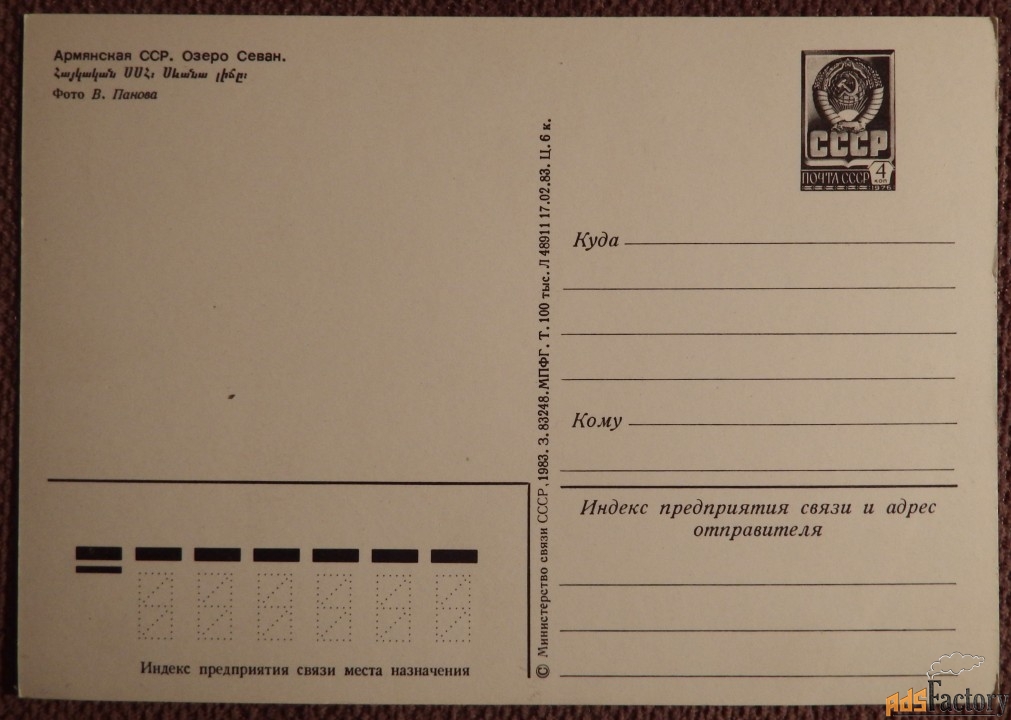 Армянская ССР. Озеро Севан.
Հայկական ՍՍՀ: Սևանա լիճը:
Фото В. Панова
СССР
ПОЧТА СССР
4
коп
1976
Куда
Кому
Индекс предприятия связи и адрес
отправителя
© Министерство связи СССР, 1983. З. 83248. МПФГ. Т. 100 тыс. Л 48911 17.02.83. Ц. 6 к.
Индекс предприятия связи места назначения
AdsFactory